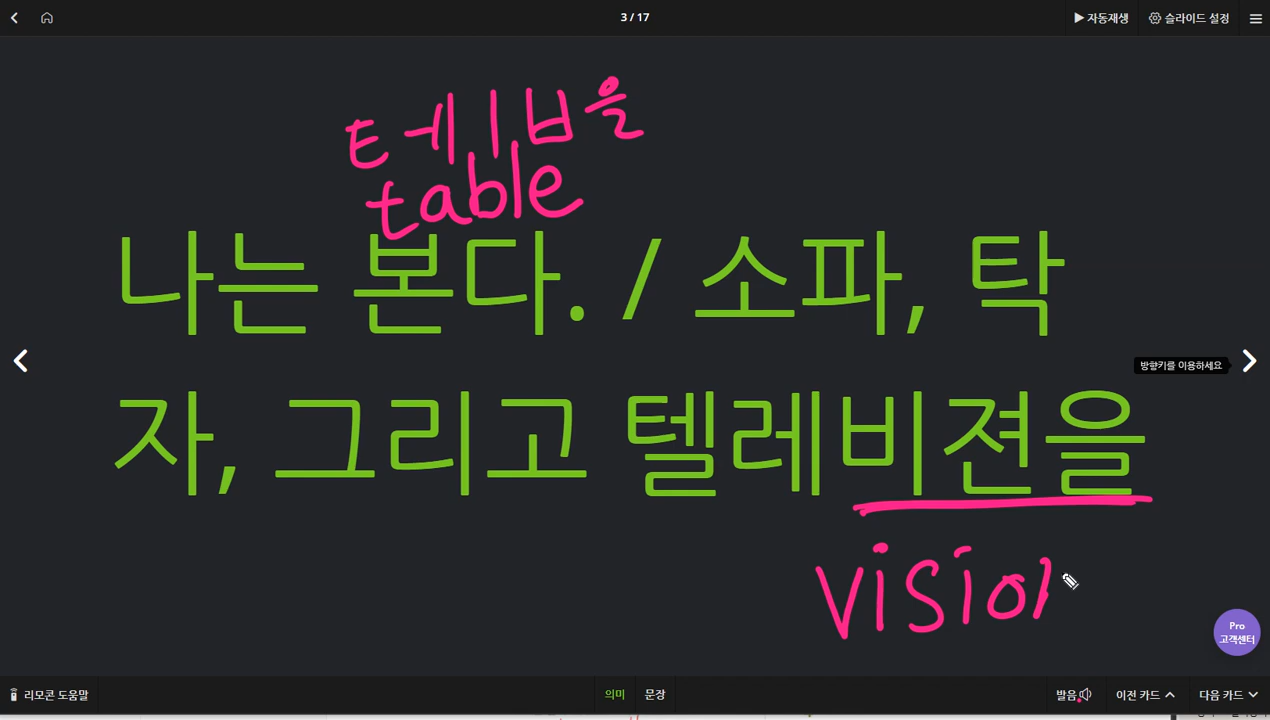 3 / 17
자동재생
슬라이드 설정
테이브을
table
나는 본다. / 소파, 탁
자, 그리고 텔레비젼을
방향키를 이용하세요
visio
Pro
고객센터
리모콘 도움말
의미
문장
발음
이전 카드
다음 카드